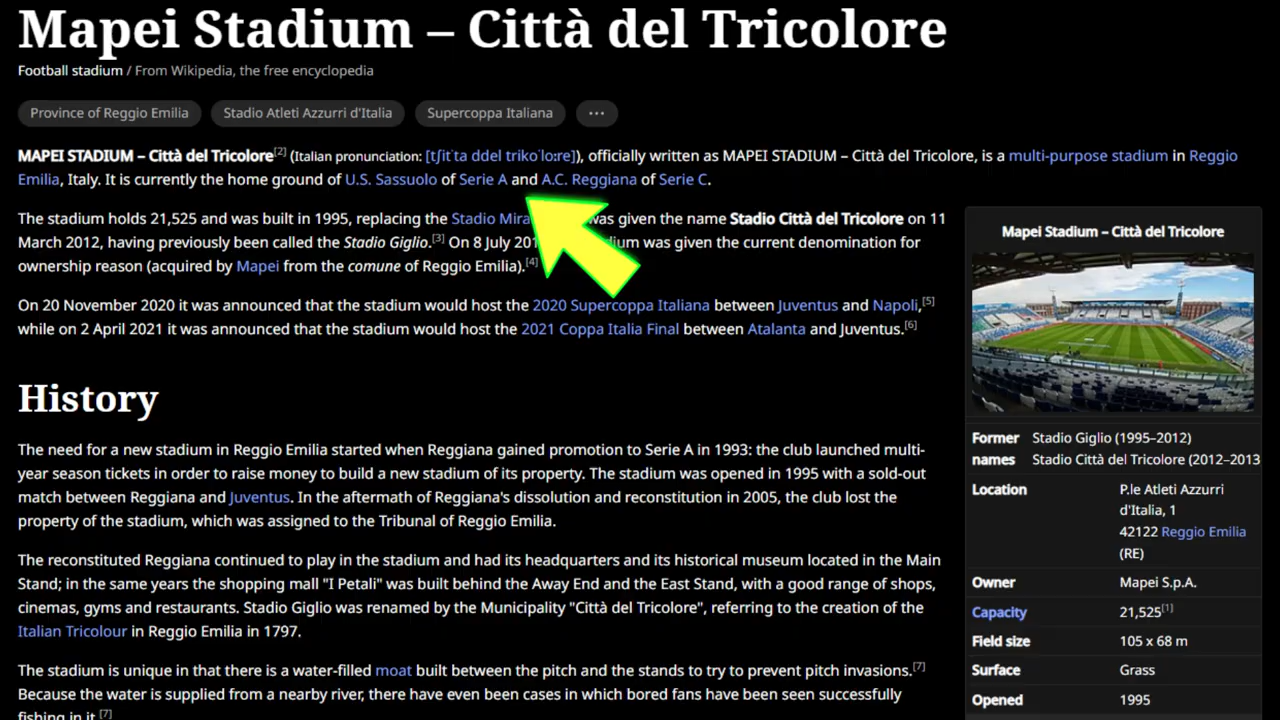 Mapei Stadium – Città del Tricolore
Football stadium / From Wikipedia, the free encyclopedia
Province of Reggio Emilia
Stadio Atleti Azzurri d'Italia
Supercoppa Italiana
MAPEI STADIUM – Città del Tricolore[2] (Italian pronunciation: [tʃitˈta ddel trikoˈloːre]), officially written as MAPEI STADIUM – Città del Tricolore, is a multi-purpose stadium in Reggio
Emilia, Italy. It is currently the home ground of U.S. Sassuolo of Serie A and A.C. Reggiana of Serie C.
The stadium holds 21,525 and was built in 1995, replacing the Stadio Mira was given the name Stadio Città del Tricolore on 11
March 2012, having previously been called the Stadio Giglio.[3] On 8 July 201 was given the current denomination for
ownership reason (acquired by Mapei from the comune of Reggio Emilia).[4]
On 20 November 2020 it was announced that the stadium would host the 2020 Supercoppa Italiana between Juventus and Napoli,[5]
while on 2 April 2021 it was announced that the stadium would host the 2021 Coppa Italia Final between Atalanta and Juventus.[6]
History
The need for a new stadium in Reggio Emilia started when Reggiana gained promotion to Serie A in 1993: the club launched multi-
year season tickets in order to raise money to build a new stadium of its property. The stadium was opened in 1995 with a sold-out
match between Reggiana and Juventus. In the aftermath of Reggiana's dissolution and reconstitution in 2005, the club lost the
property of the stadium, which was assigned to the Tribunal of Reggio Emilia.
The reconstituted Reggiana continued to play in the stadium and had its headquarters and its historical museum located in the Main
Stand; in the same years the shopping mall "I Petali" was built behind the Away End and the East Stand, with a good range of shops,
cinemas, gyms and restaurants. Stadio Giglio was renamed by the Municipality "Città del Tricolore", referring to the creation of the
Italian Tricolour in Reggio Emilia in 1797.
The stadium is unique in that there is a water-filled moat built between the pitch and the stands to try to prevent pitch invasions.[7]
Because the water is supplied from a nearby river, there have even been cases in which bored fans have been seen successfully
fishing in it.[7]
Mapei Stadium – Città del Tricolore
Former names
Stadio Giglio (1995–2012)
Stadio Città del Tricolore (2012–2013
Location
P.le Atleti Azzurri
d'Italia, 1
42122 Reggio Emilia
(RE)
Owner Mapei S.p.A.
Capacity 21,525[1]
Field size 105 x 68 m
Surface Grass
Opened 1995